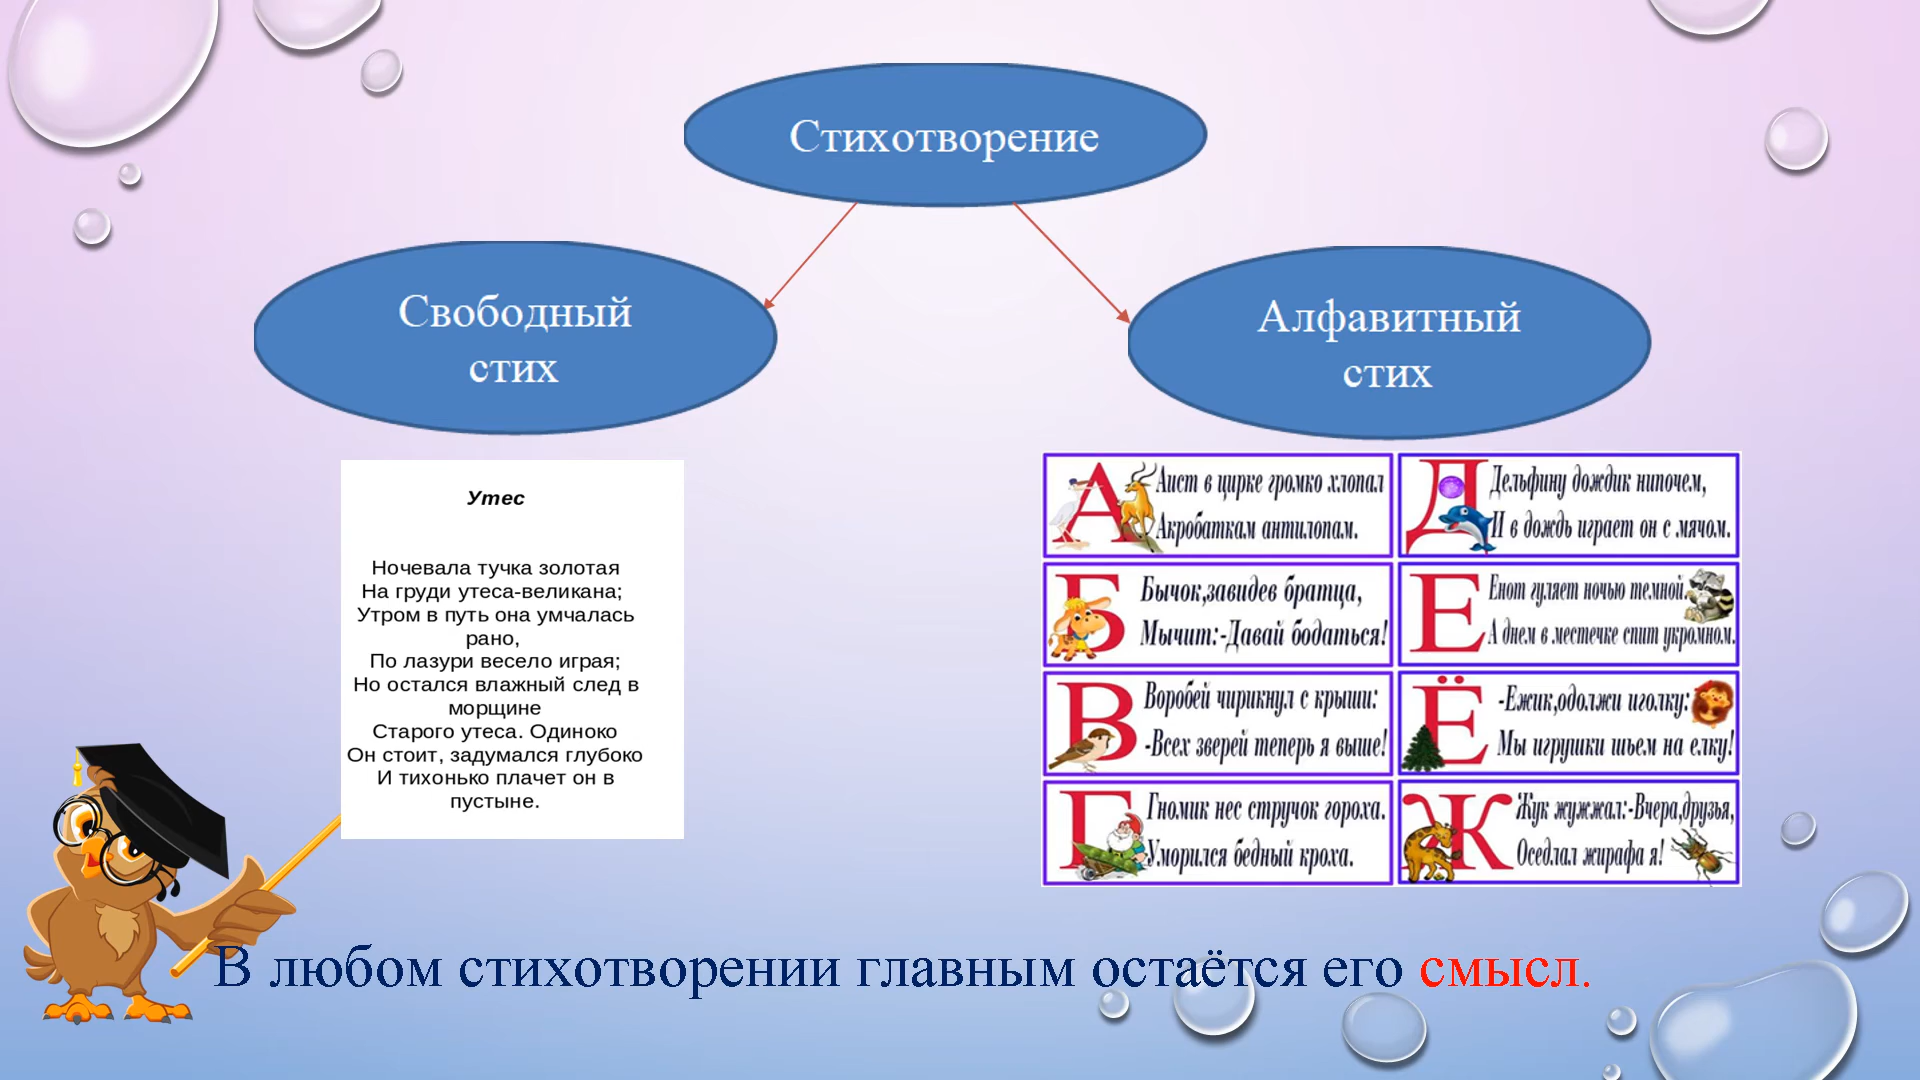 Стихотворение
Свободный
стих
Алфавитный
стих
Утес
Ночевала тучка золотая
На груди утеса-великана;
Утром в путь она умчалась
рано,
По лазури весело играя;
Но остался влажный след в
морщине
Старого утеса. Одиноко
Он стоит, задумался глубоко
И тихонько плачет он в
пустыне.
А
Аист в цирке громко хлопал
Акробаткам антилопам.
Б
Бычок,завидев братца,
Мычит:-Давай бодаться!
В
Воробей чирикнул с крыши:
-Всех зверей теперь я выше!
Г
Гномик нес стручок гороха.
Уморился бедный кроха.
Д
Дельфину дождик нипочем,
И в дождь играет он с мячом.
Е
Енот гуляет ночью темной
А днем в местечке спит укромном.
Ё
-Ежик,одолжи иголку:
Мы игрушки шьем на елку!
Ж
Жук жужжал:-Вчера,друзья,
Оседлал жирафа я!
В любом стихотворении главным остаётся его смысл.